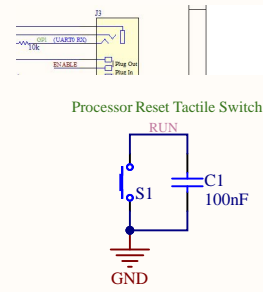 J3
GP1 (UART0 RX)
10k
ENABLE
Plug Out
Plug In
Processor Reset Tactile Switch
RUN
S1
C1
100nF
GND